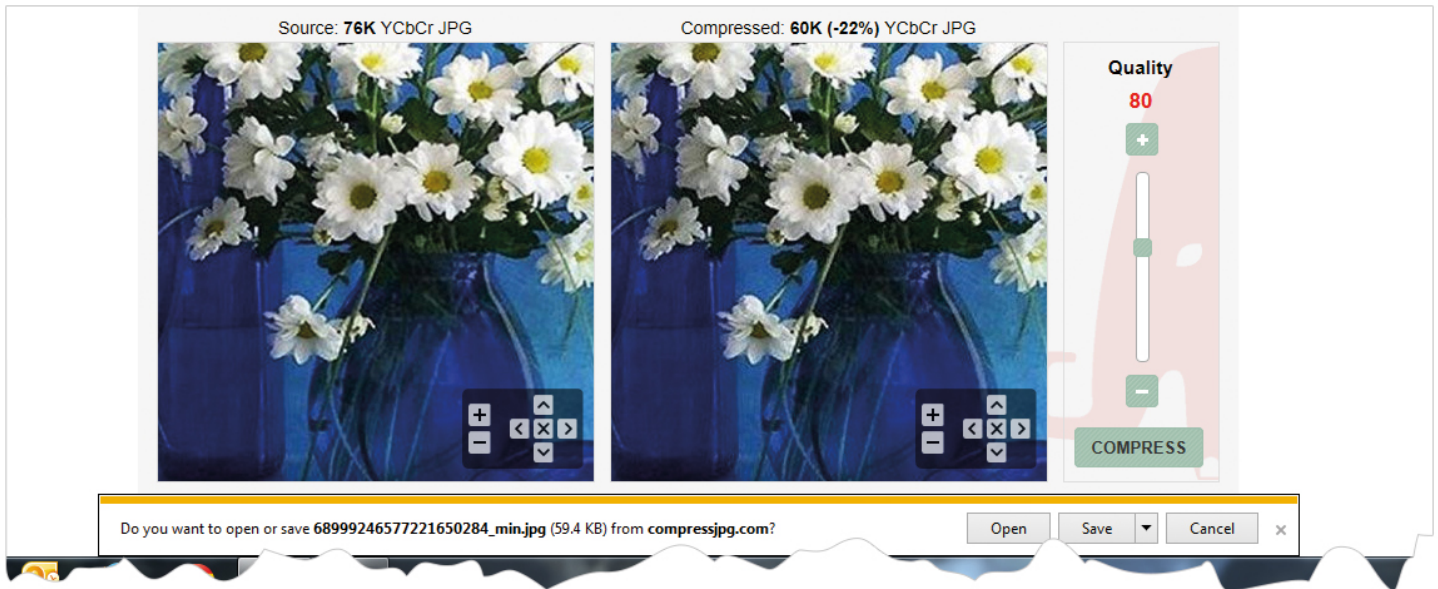 Source: 76K YCbCr JPG
Compressed: 60K (-22%) YCbCr JPG
Quality
80
COMPRESS
Do you want to open or save 68999246577221650284_min.jpg (59.4 KB) from compressjpg.com?
Open
Save
Cancel